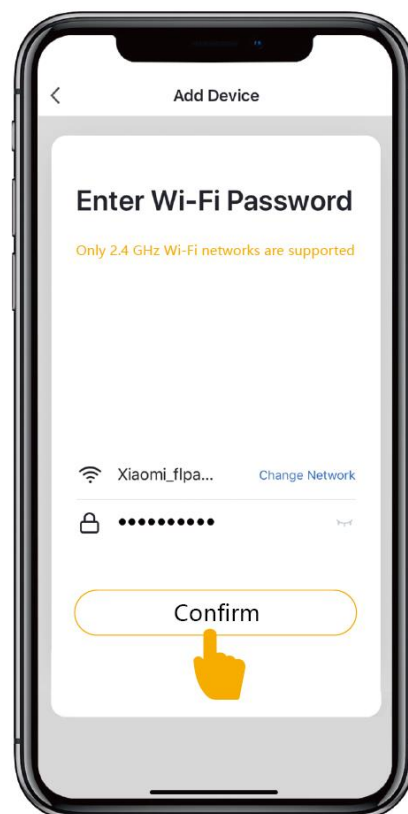 Add Device
Enter Wi-Fi Password
Only 2.4 GHz Wi-Fi networks are supported
Xiaomi_flpa... Change Network
••••••••••
Confirm